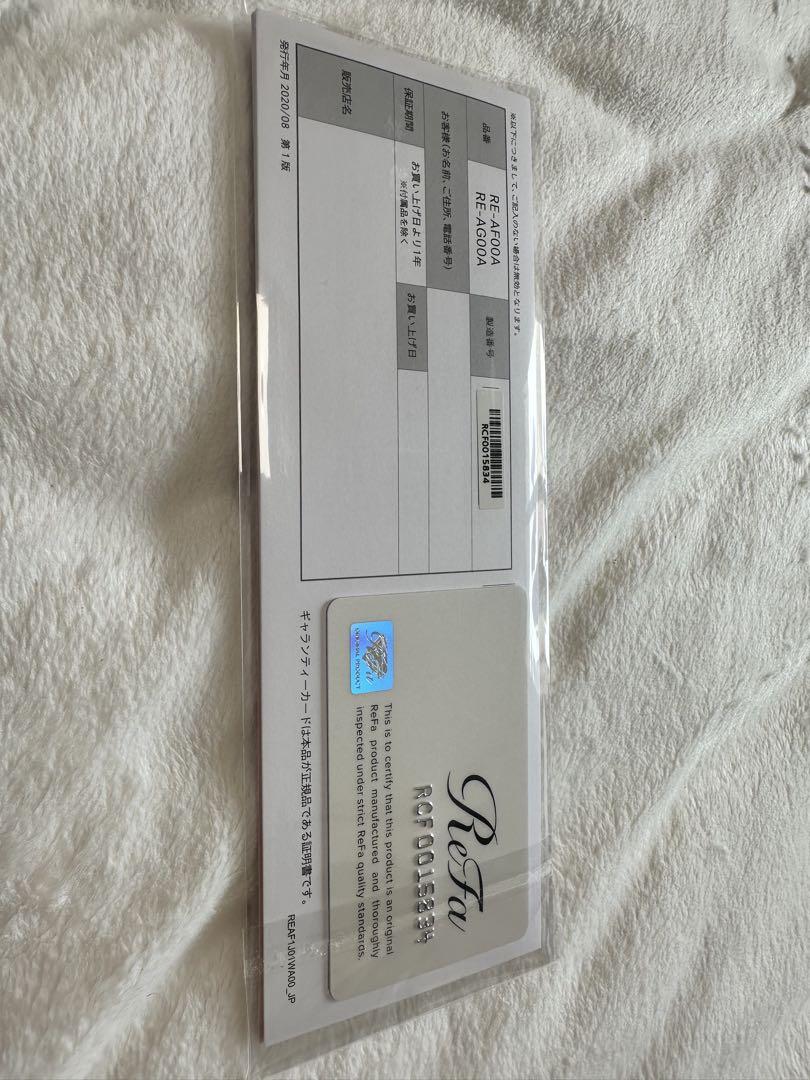 ※以下につきまして、ご記入のない場合は無効となります。
品番
RE-AF00A
RE-AG00A
製造番号
RCF0015834
お客様(お名前、ご住所、電話番号)
保証期間
お買い上げ日より1年
※付属品を除く
お買い上げ日
販売店名
発行年月 2020/08 第1版
ReFa
RCF0015834
This is to certify that this product is an original
ReFa product manufactured and thoroughly
inspected under strict ReFa quality standards.
ORIGINAL PRODUCT
ギャランティーカードは本品が正規品である証明書です。
REAF1J01WA00_JP